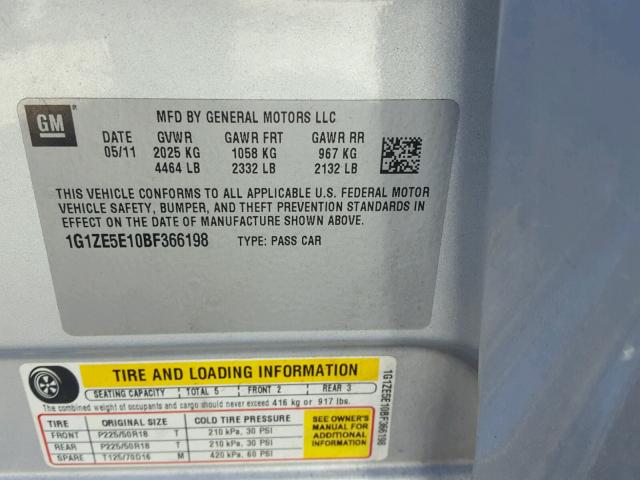 GM
MFD BY GENERAL MOTORS LLC
DATE GVWR GAWR FRT GAWR RR
05/11 2025 KG 1058 KG 967 KG
4464 LB 2332 LB 2132 LB
THIS VEHICLE CONFORMS TO ALL APPLICABLE U.S. FEDERAL MOTOR
VEHICLE SAFETY, BUMPER, AND THEFT PREVENTION STANDARDS IN
EFFECT ON THE DATE OF MANUFACTURE SHOWN ABOVE.
1G1ZE5E10BF366198 TYPE: PASS CAR
TIRE AND LOADING INFORMATION
SEATING CAPACITY TOTAL 5 FRONT 2 REAR 3
The combined weight of occupants and cargo should never exceed 416 kg or 917 lbs.
TIRE ORIGINAL SIZE COLD TIRE PRESSURE
FRONT P225/50R18 T 210 kPa, 30 PSI
REAR P225/50R18 T 210 kPa, 30 PSI
SPARE T125/70D16 M 420 kPa, 60 PSI
SEE OWNER'S
MANUAL FOR
ADDITIONAL
INFORMATION
1G1ZE5E10BF366198